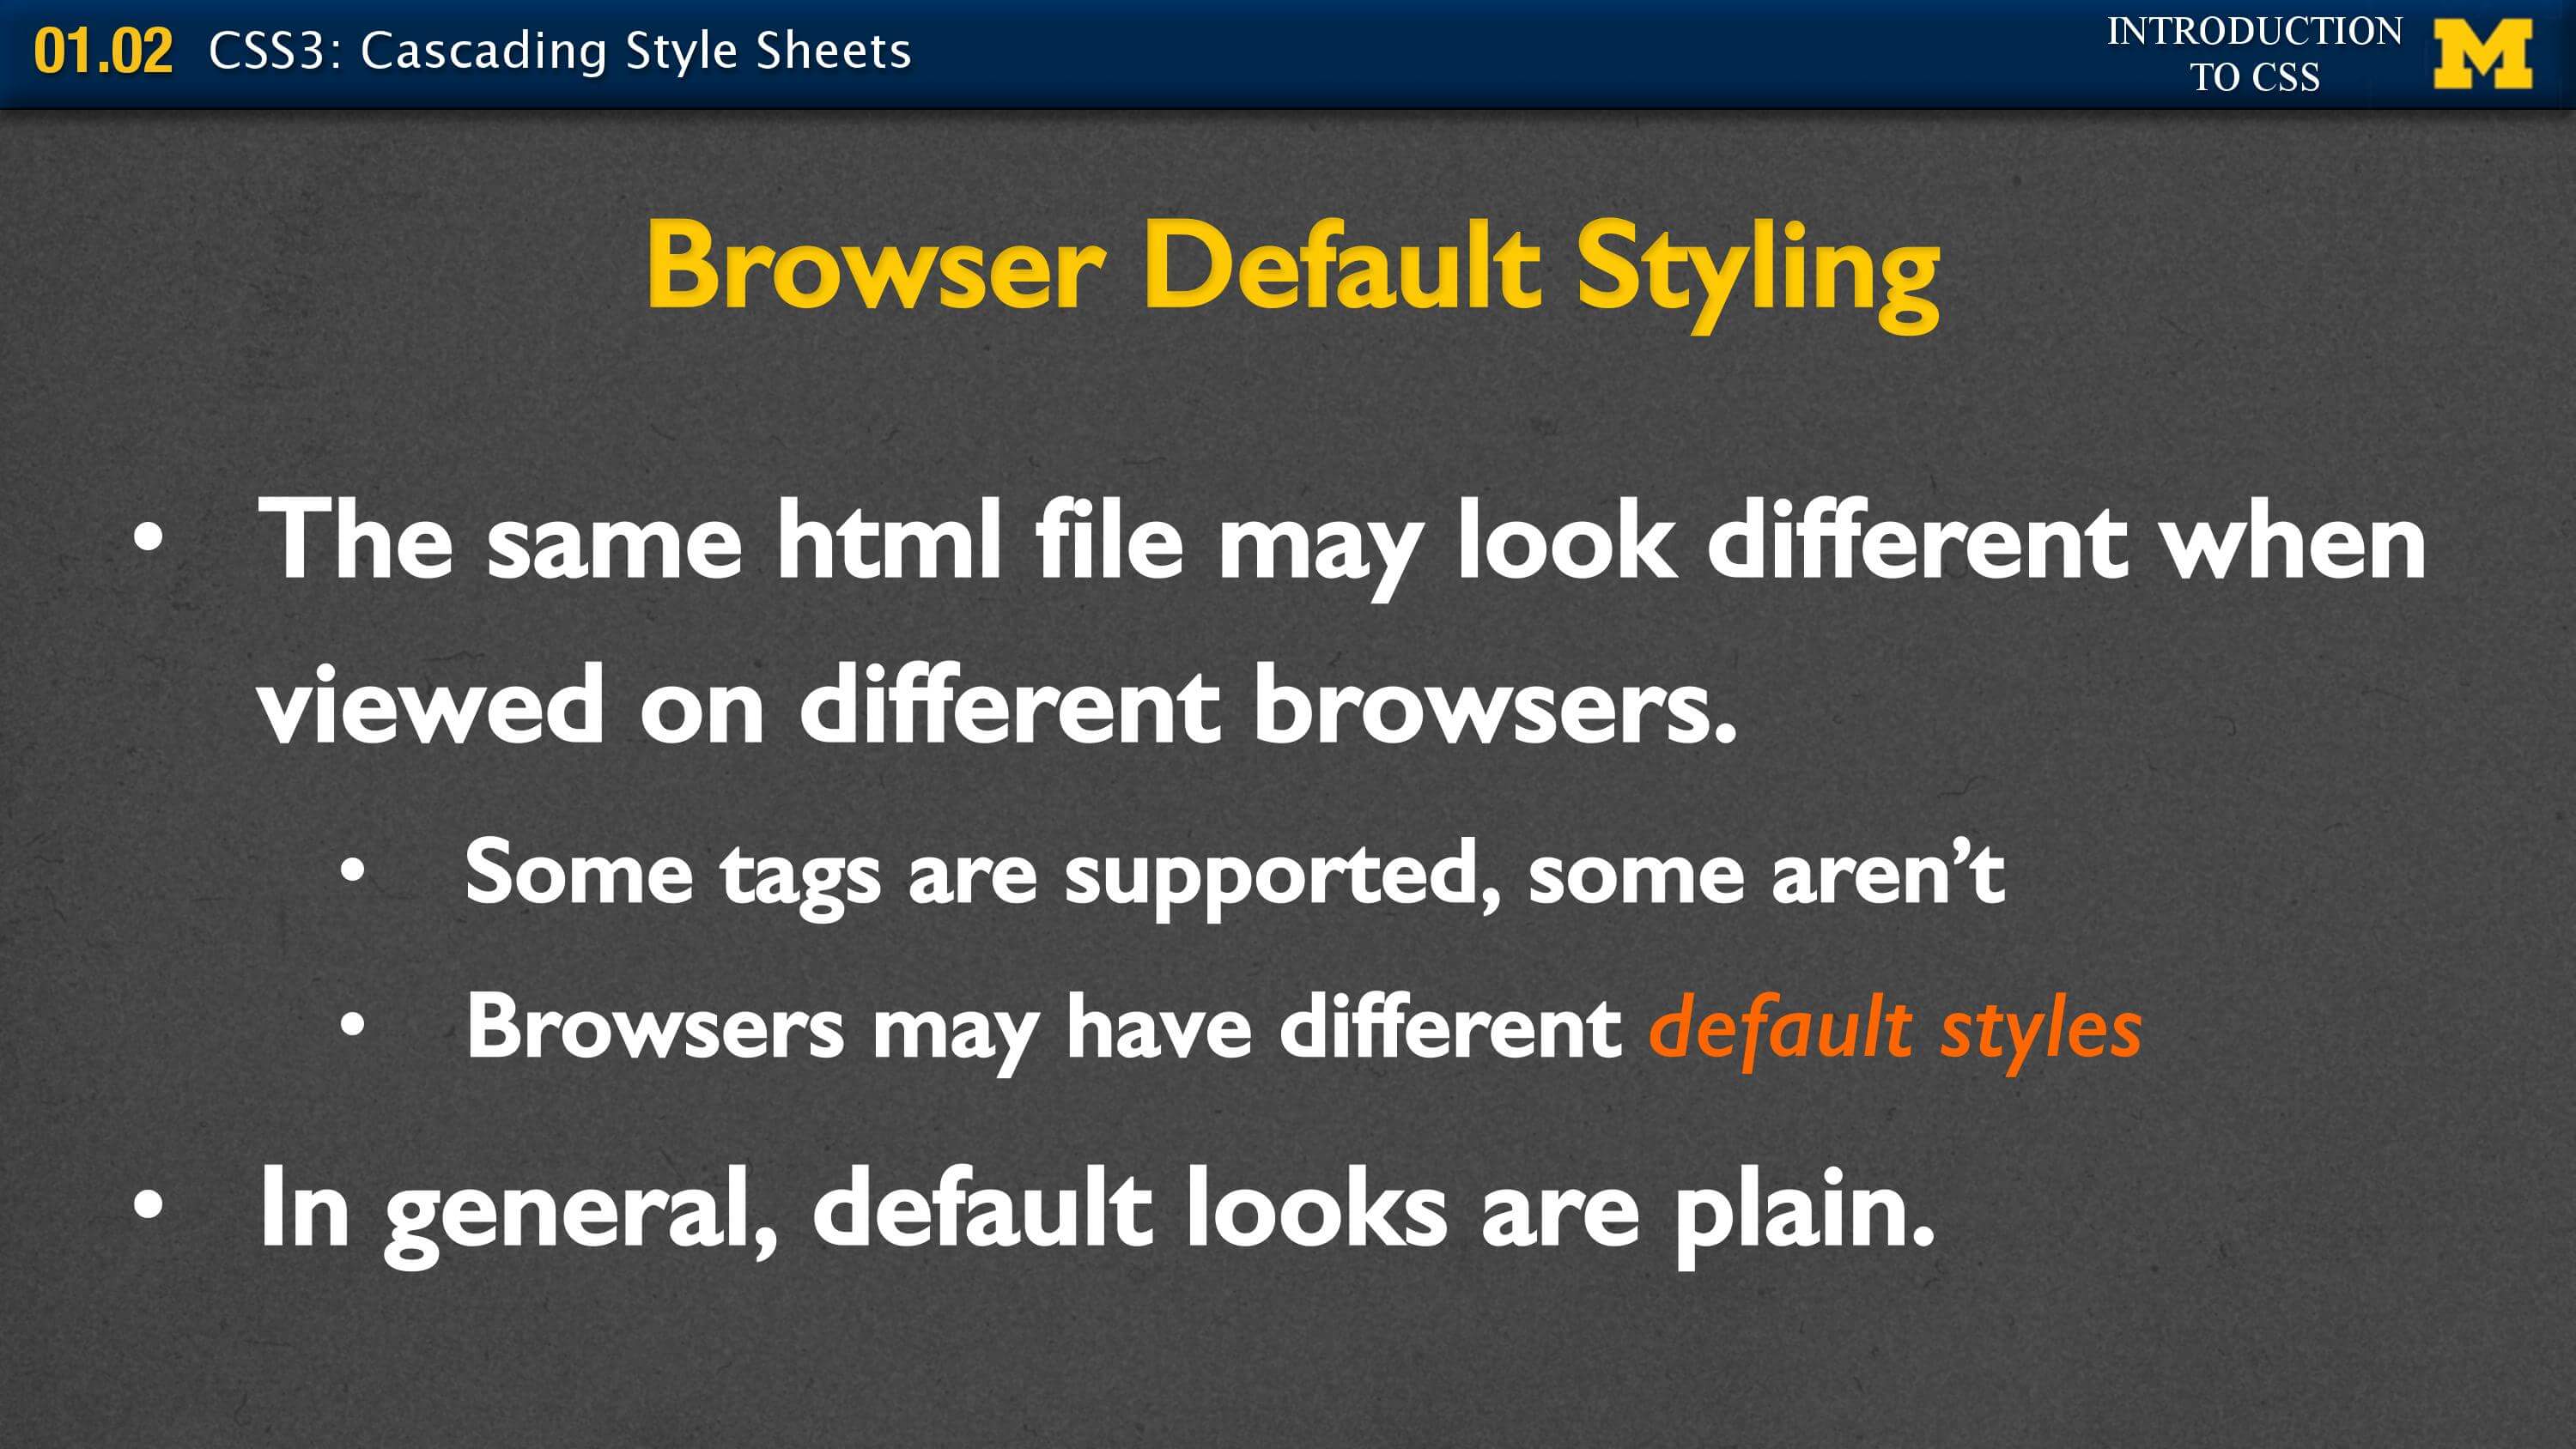 01.02 CSS3: Cascading Style Sheets
INTRODUCTION
TO CSS
M
Browser Default Styling
• The same html file may look different when
viewed on different browsers.
• Some tags are supported, some aren’t
• Browsers may have different default styles
• In general, default looks are plain.